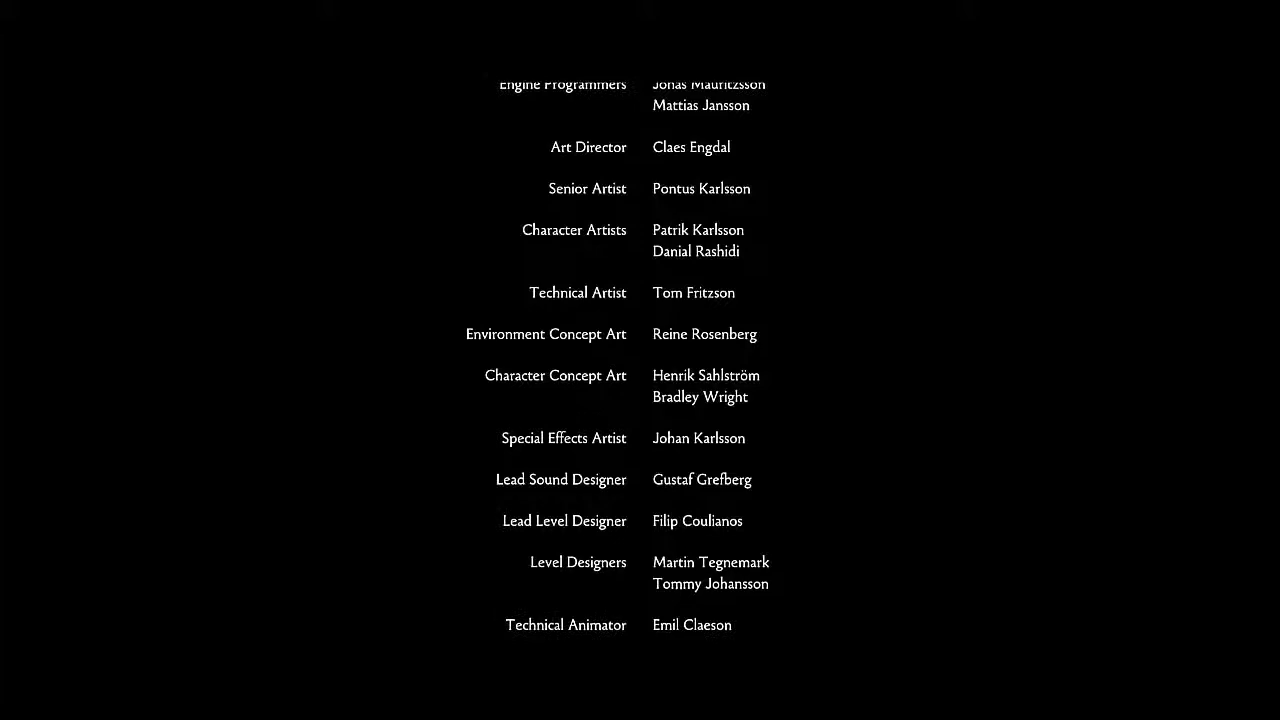 Engine Programmers Jonas Mauritzsson
Mattias Jansson
Art Director Claes Engdal
Senior Artist Pontus Karlsson
Character Artists Patrik Karlsson
Danial Rashidi
Technical Artist Tom Fritzson
Environment Concept Art Reine Rosenberg
Character Concept Art Henrik Sahlström
Bradley Wright
Special Effects Artist Johan Karlsson
Lead Sound Designer Gustaf Grefberg
Lead Level Designer Filip Coulianos
Level Designers Martin Tegnemark
Tommy Johansson
Technical Animator Emil Claeson